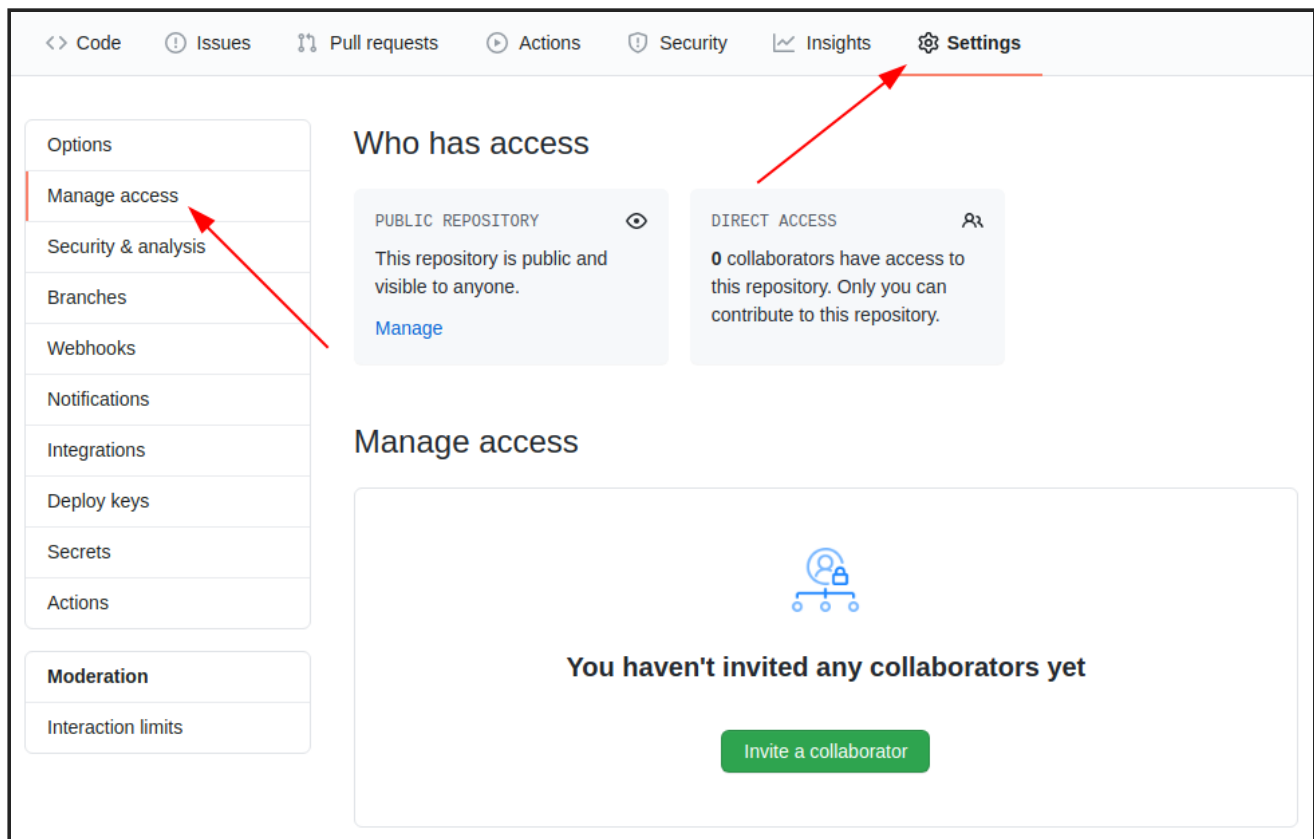 Code Issues Pull requests Actions Security Insights Settings
Options
Manage access
Security & analysis
Branches
Webhooks
Notifications
Integrations
Deploy keys
Secrets
Actions
Moderation
Interaction limits
Who has access
PUBLIC REPOSITORY
This repository is public and
visible to anyone.
Manage
DIRECT ACCESS
0 collaborators have access to
this repository. Only you can
contribute to this repository.
Manage access
You haven't invited any collaborators yet
Invite a collaborator